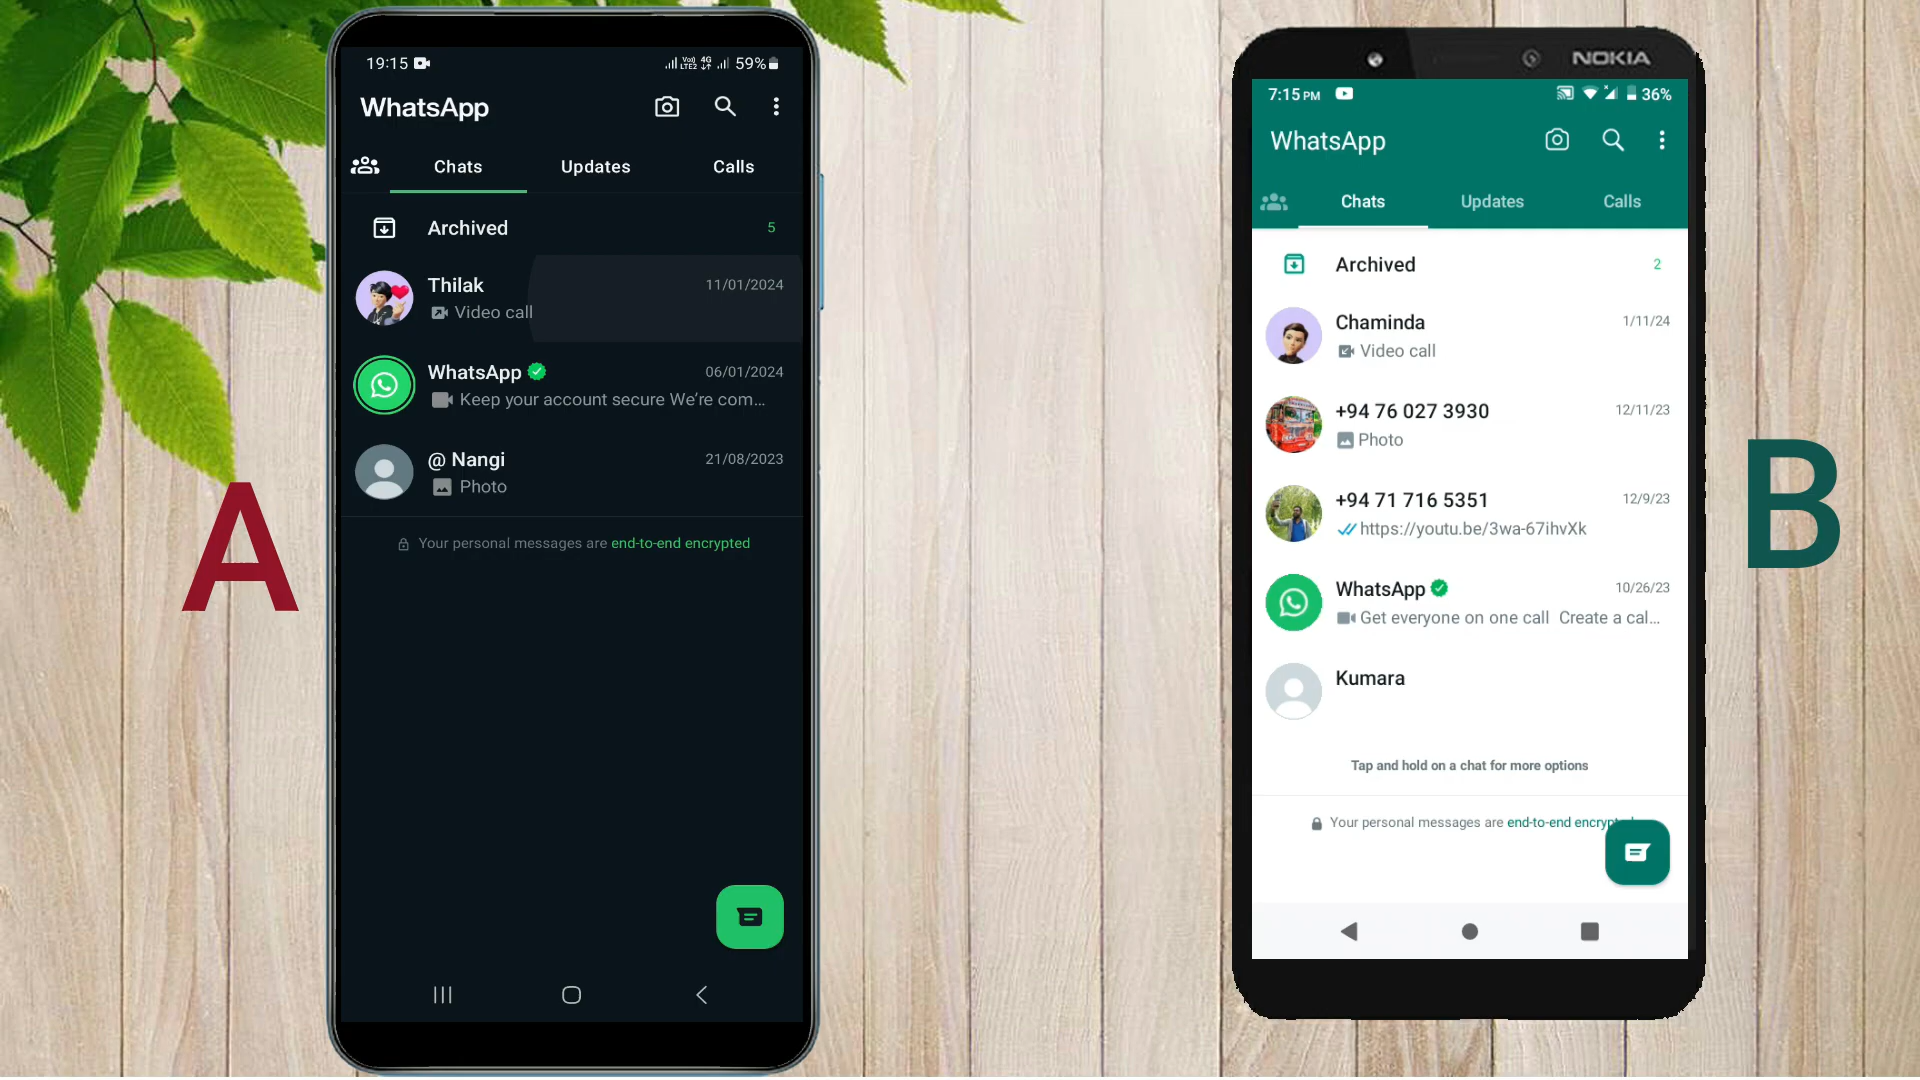 19:15 59%
WhatsApp
Chats Updates Calls
Archived 5
Thilak 11/01/2024
Video call
WhatsApp 06/01/2024
Keep your account secure We're com...
@ Nangi 21/08/2023
Photo
Your personal messages are end-to-end encrypted
A
NOKIA
7:15 PM 36%
WhatsApp
Chats Updates Calls
Archived 2
Chaminda 1/11/24
Video call
+94 76 027 3930 12/11/23
Photo
+94 71 716 5351 12/9/23
https://youtu.be/3wa-67ihvXk
WhatsApp 10/26/23
Get everyone on one call Create a cal...
Kumara
Tap and hold on a chat for more options
Your personal messages are end-to-end
B